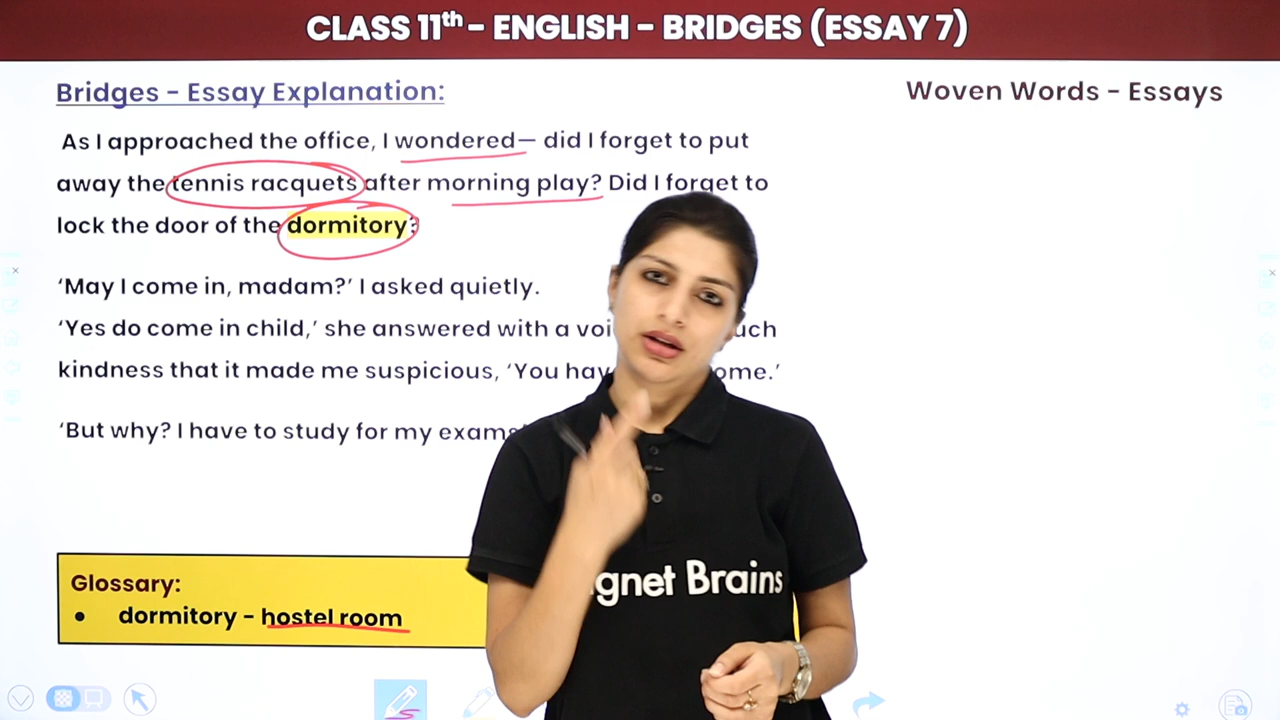 CLASS 11th - ENGLISH - BRIDGES (ESSAY 7)
Bridges - Essay Explanation:
Woven Words - Essays
As I approached the office, I wondered— did I forget to put
away the tennis racquets after morning play? Did I forget to
lock the door of the dormitory?
‘May I come in, madam?’ I asked quietly.
‘Yes do come in child,’ she answered with a
kindness that it made me suspicious, ‘You
‘But why? I have to study for my exams
Glossary:
• dormitory - hostel room
gnet Brains